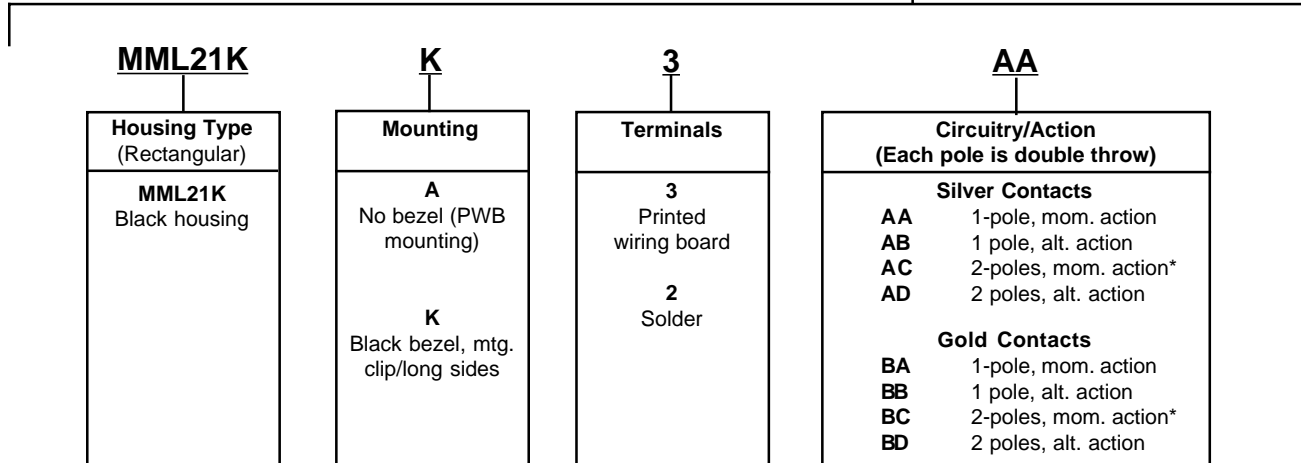 MML21K K 3 AA
Housing Type
(Rectangular)
MML21K
Black housing
Mounting
A
No bezel (PWB
mounting)
K
Black bezel, mtg.
clip/long sides
Terminals
3
Printed
wiring board
2
Solder
Circuitry/Action
(Each pole is double throw)
Silver Contacts
AA 1-pole, mom. action
AB 1 pole, alt. action
AC 2-poles, mom. action*
AD 2 poles, alt. action
Gold Contacts
BA 1-pole, mom. action
BB 1 pole, alt. action
BC 2-poles, mom. action*
BD 2 poles, alt. action